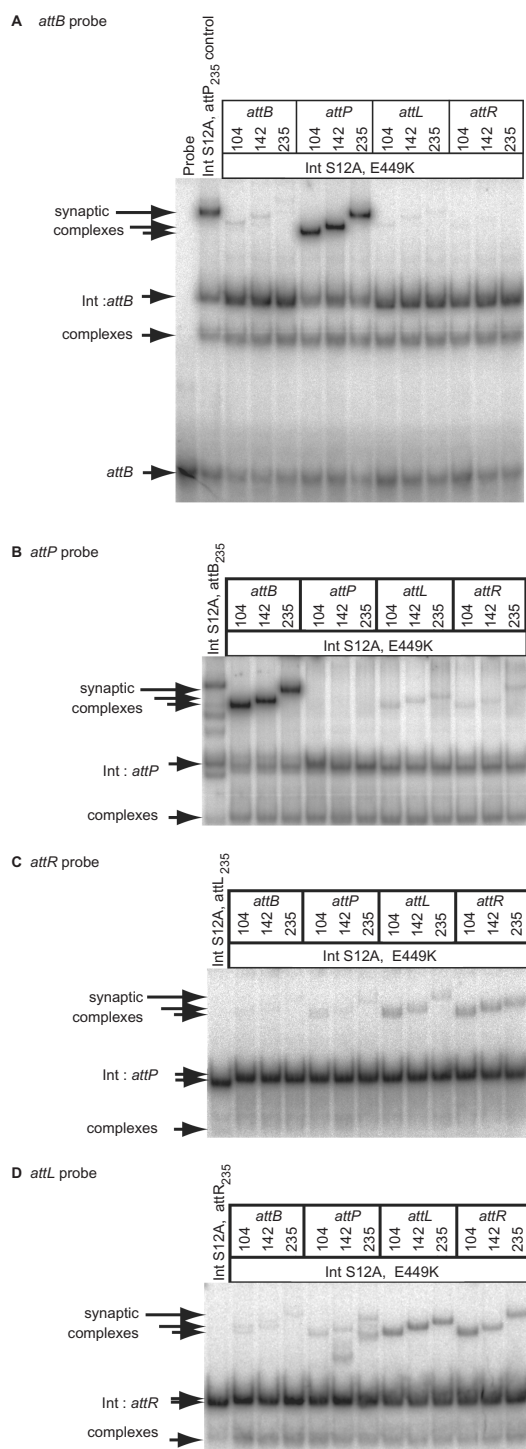 A attB probe
Probe
Int S12A, attP235 control
attB attP attL attR
104 142 235 104 142 235 104 142 235 104 142 235
Int S12A, E449K
synaptic
complexes
Int :attB
complexes
attB
B attP probe
Int S12A, attB235
attB attP attL attR
104 142 235 104 142 235 104 142 235 104 142 235
Int S12A, E449K
synaptic
complexes
Int : attP
complexes
C attR probe
Int S12A, attL235
attB attP attL attR
104 142 235 104 142 235 104 142 235 104 142 235
Int S12A, E449K
synaptic
complexes
Int : attP
complexes
D attL probe
Int S12A, attR235
attB attP attL attR
104 142 235 104 142 235 104 142 235 104 142 235
Int S12A, E449K
synaptic
complexes
Int : attR
complexes